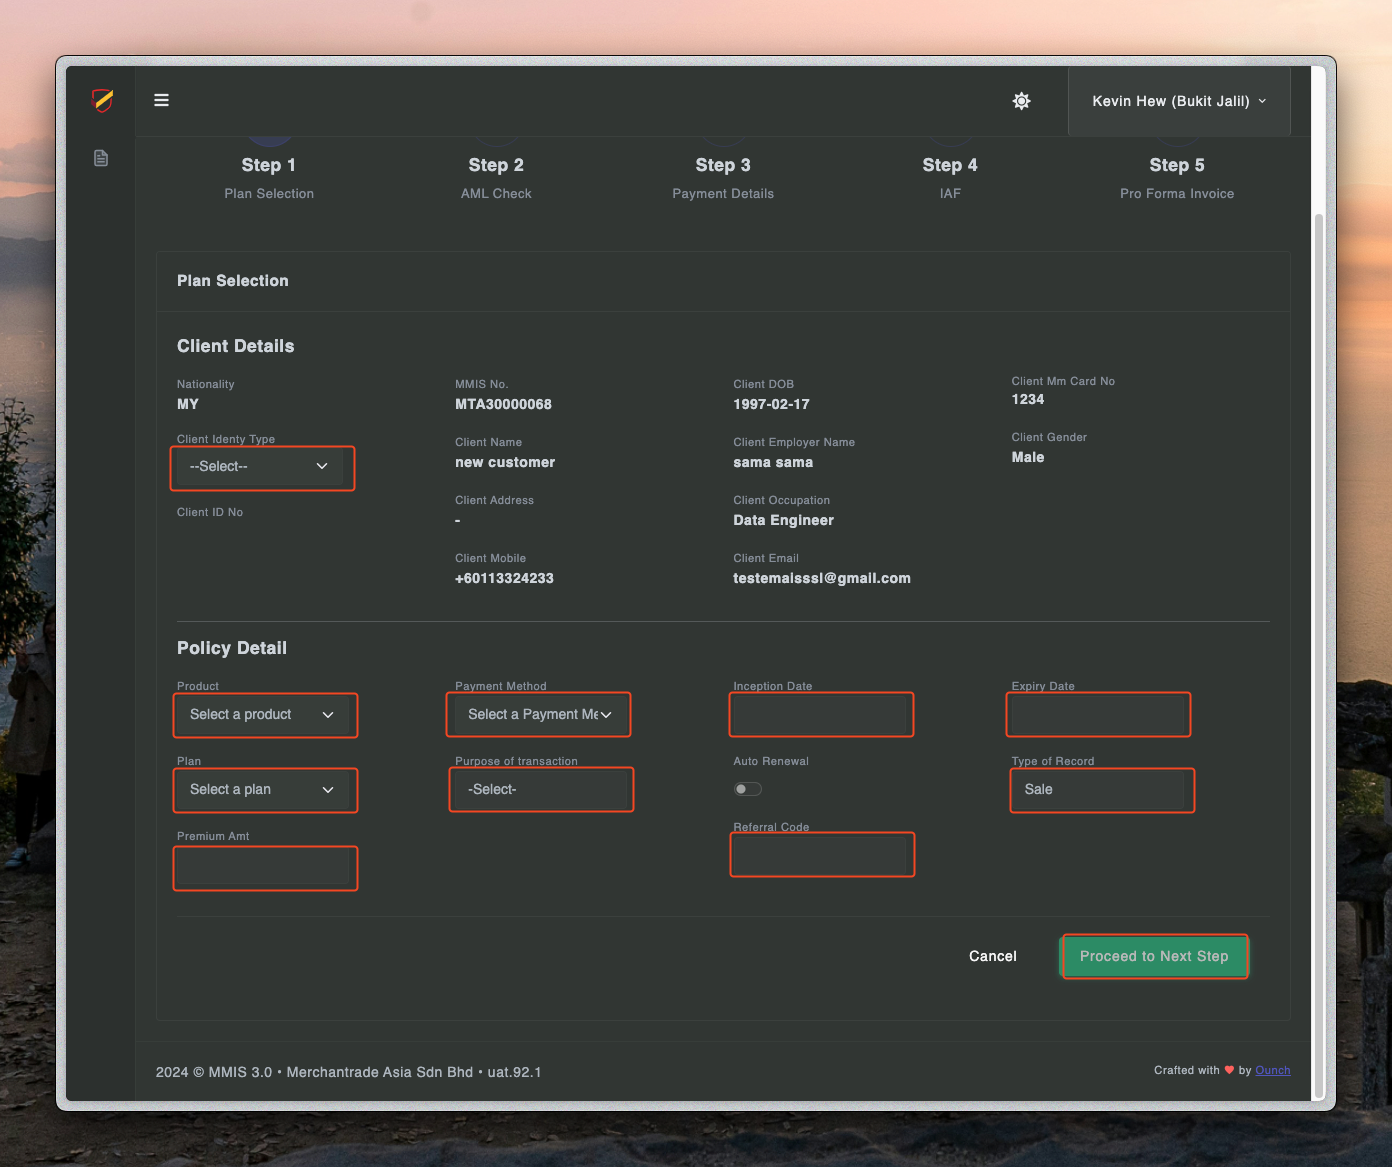 Kevin Hew (Bukit Jalil)
Step 1
Plan Selection
Step 2
AML Check
Step 3
Payment Details
Step 4
IAF
Step 5
Pro Forma Invoice
Plan Selection
Client Details
Nationality
MY
Client Identy Type
--Select--
Client ID No
MMIS No.
MTA30000068
Client Name
new customer
Client Address
-
Client Mobile
+60113324233
Client DOB
1997-02-17
Client Employer Name
sama sama
Client Occupation
Data Engineer
Client Email
testemaisssl@gmail.com
Client Mm Card No
1234
Client Gender
Male
Policy Detail
Product
Select a product
Plan
Select a plan
Premium Amt
Payment Method
Select a Payment Me
Purpose of transaction
-Select-
Inception Date
Auto Renewal
Referral Code
Expiry Date
Type of Record
Sale
Cancel
Proceed to Next Step
2024 © MMIS 3.0 • Merchantrade Asia Sdn Bhd • uat.92.1
Crafted with ♥ by Ounch